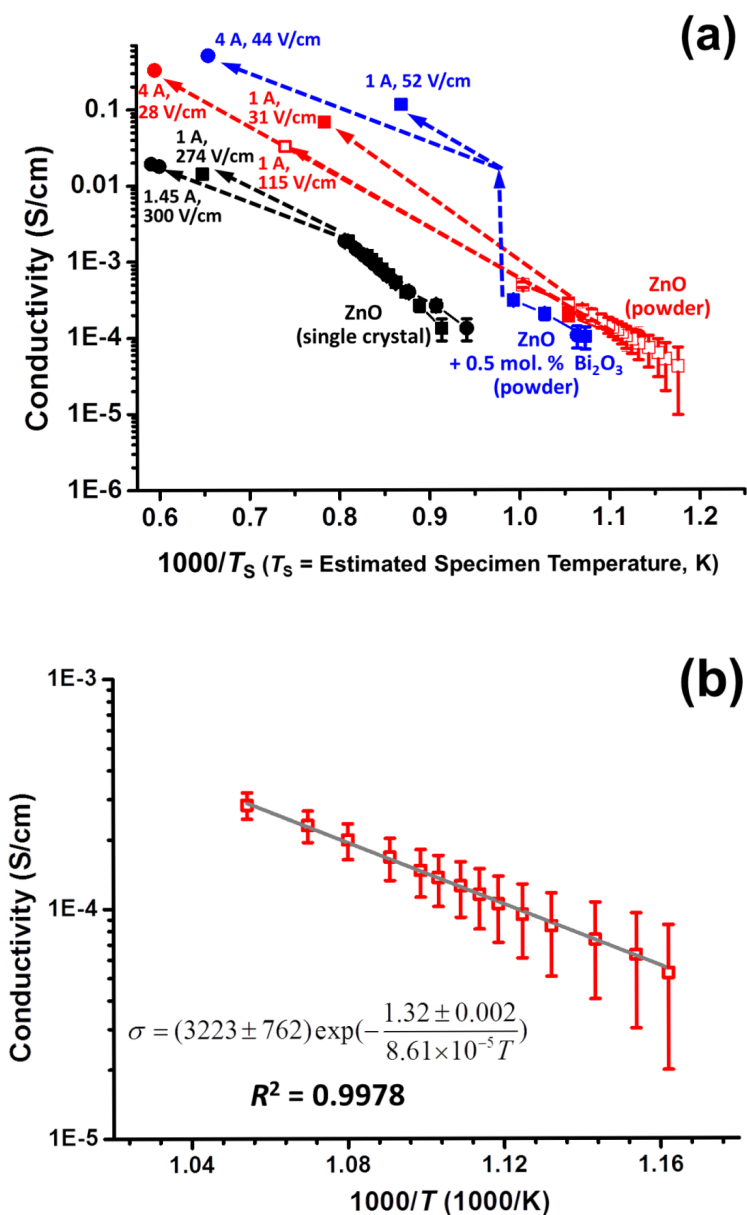 (a)
4 A, 44 V/cm
1 A, 52 V/cm
4 A,
28 V/cm
1 A,
31 V/cm
1 A,
274 V/cm
1 A,
115 V/cm
1.45 A,
300 V/cm
ZnO
(single crystal)
ZnO
(powder)
ZnO
+ 0.5 mol. % Bi₂O₃
(powder)
Conductivity (S/cm)
0.1
0.01
1E-3
1E-4
1E-5
1E-6
0.6 0.7 0.8 0.9 1.0 1.1 1.2
1000/T_S (T_S = Estimated Specimen Temperature, K)
(b)
Conductivity (S/cm)
1E-3
1E-4
1E-5
σ = (3223 ± 762) exp(− (1.32 ± 0.002)/(8.61×10⁻⁵ T))
R² = 0.9978
1.04 1.08 1.12 1.16
1000/T (1000/K)